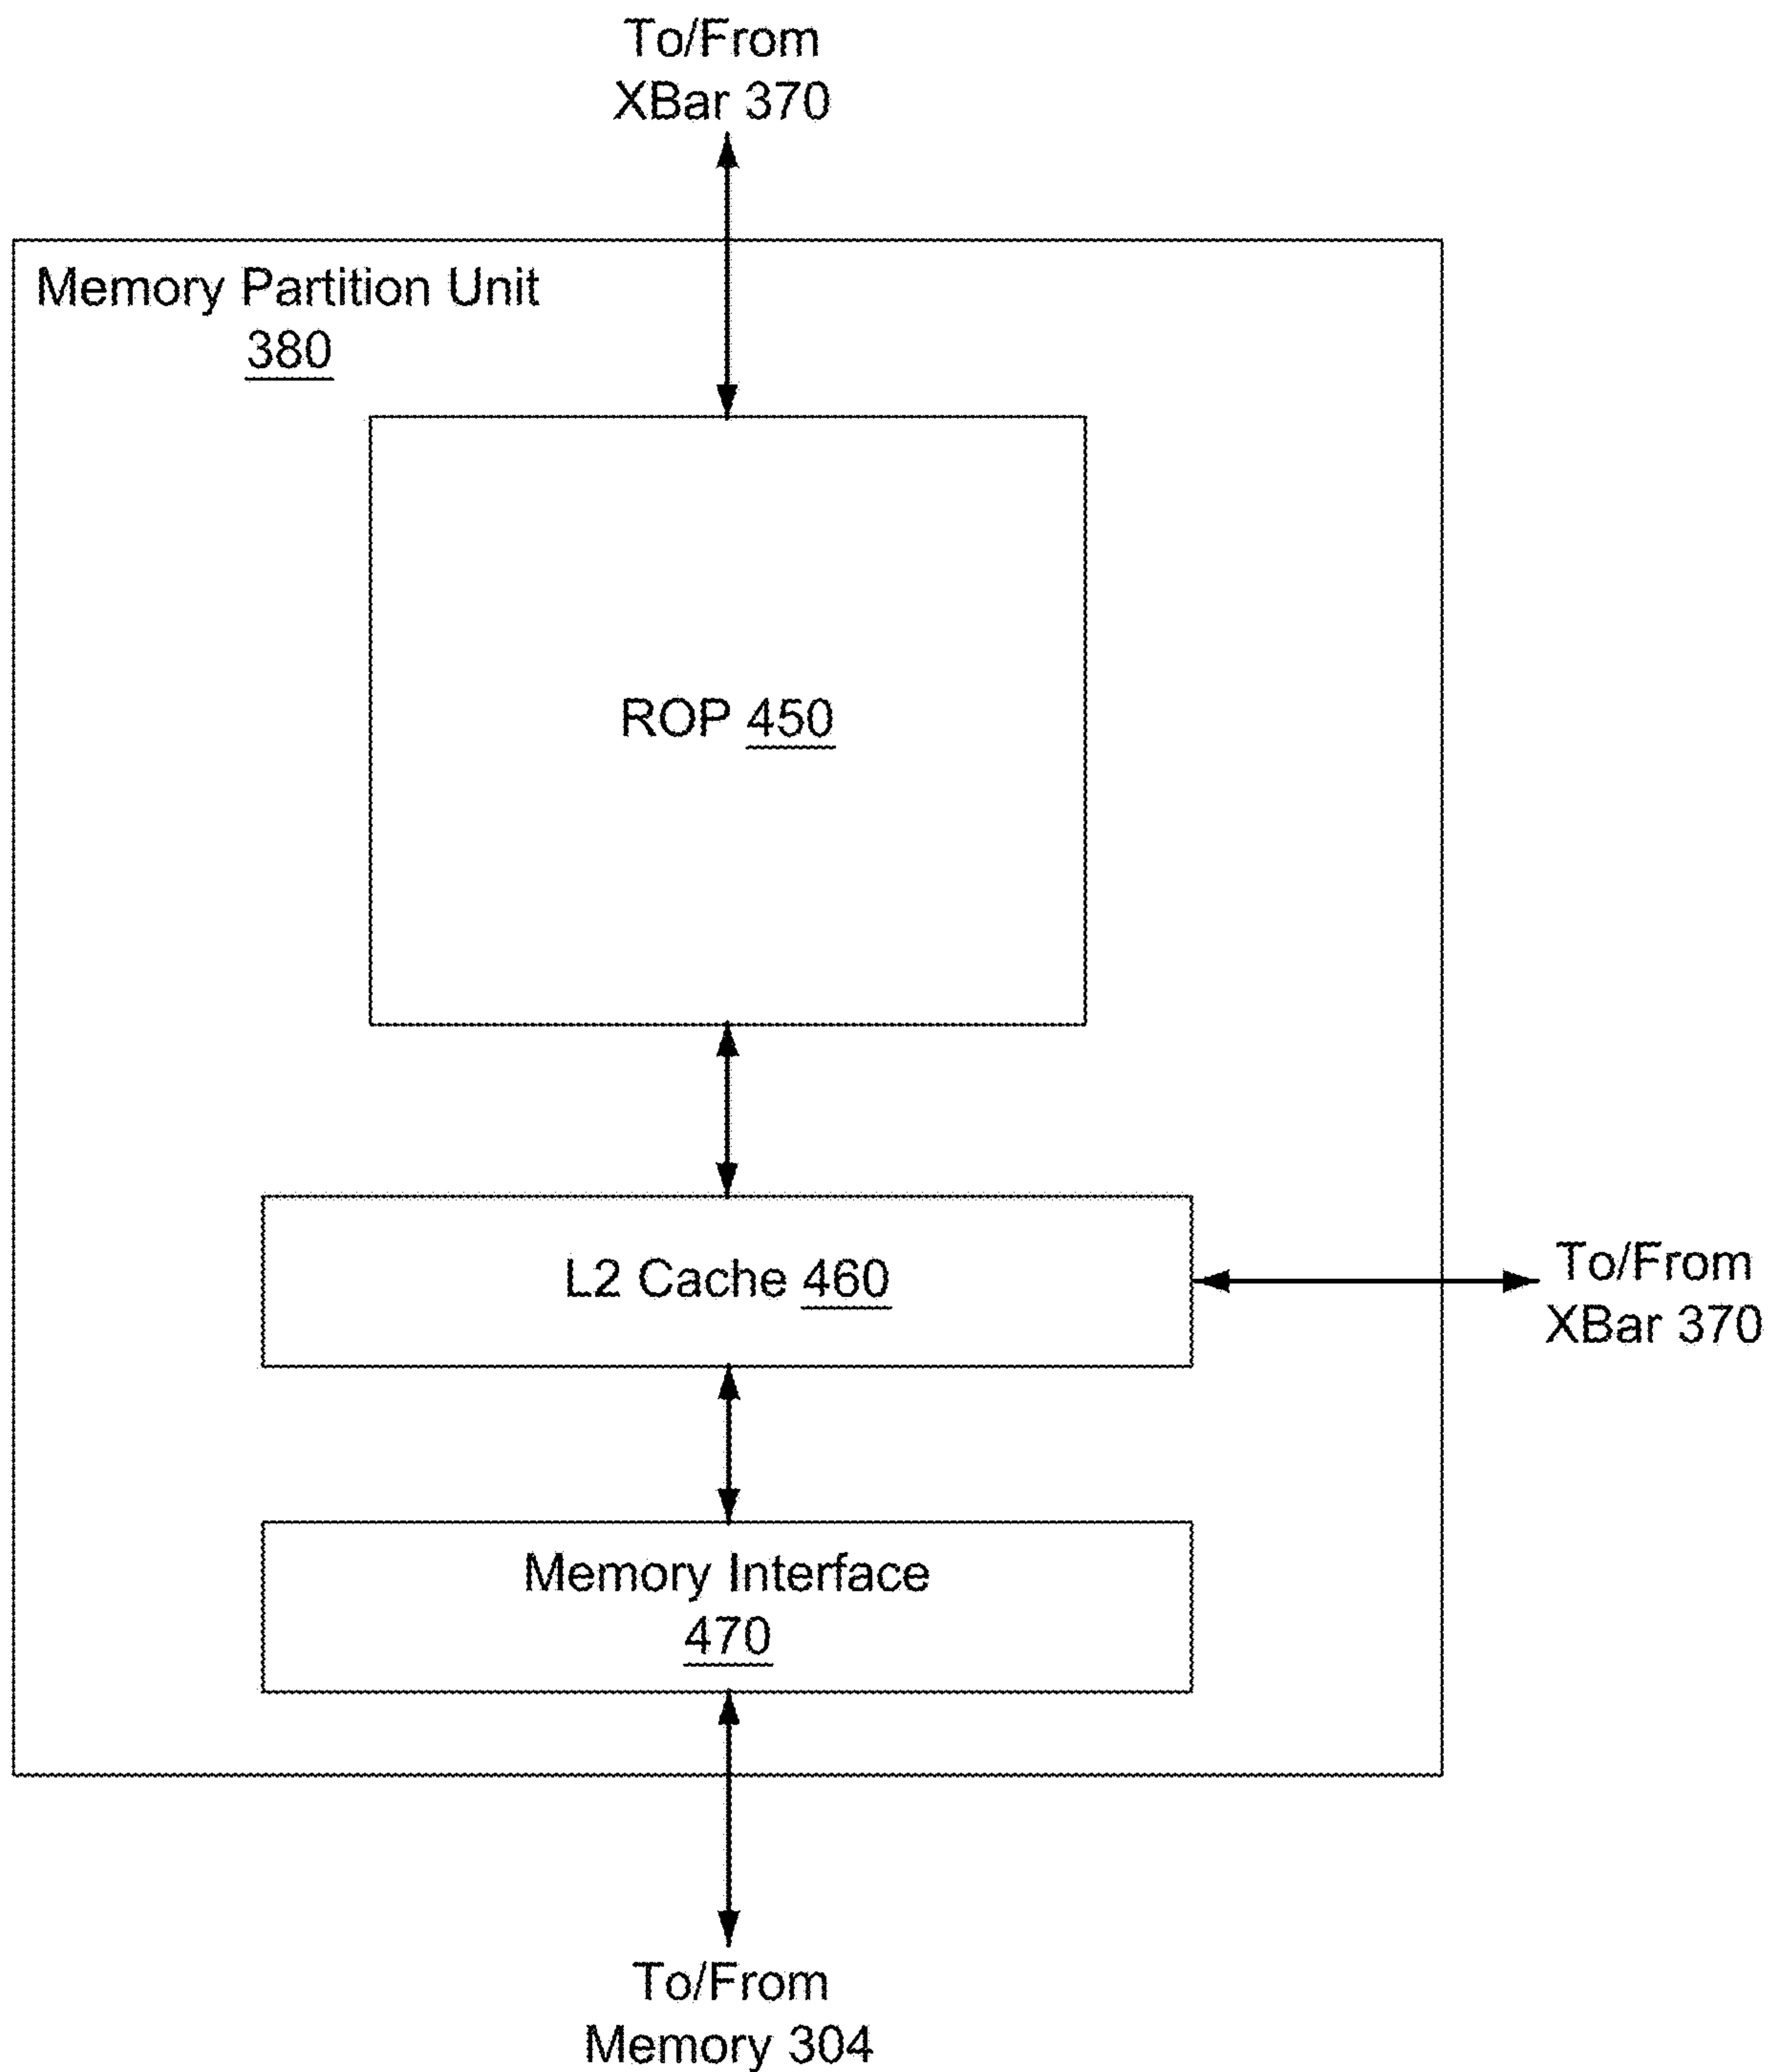 To/From
XBar 370
Memory Partition Unit
380
ROP 450
L2 Cache 460
To/From
XBar 370
Memory Interface
470
To/From
Memory 304